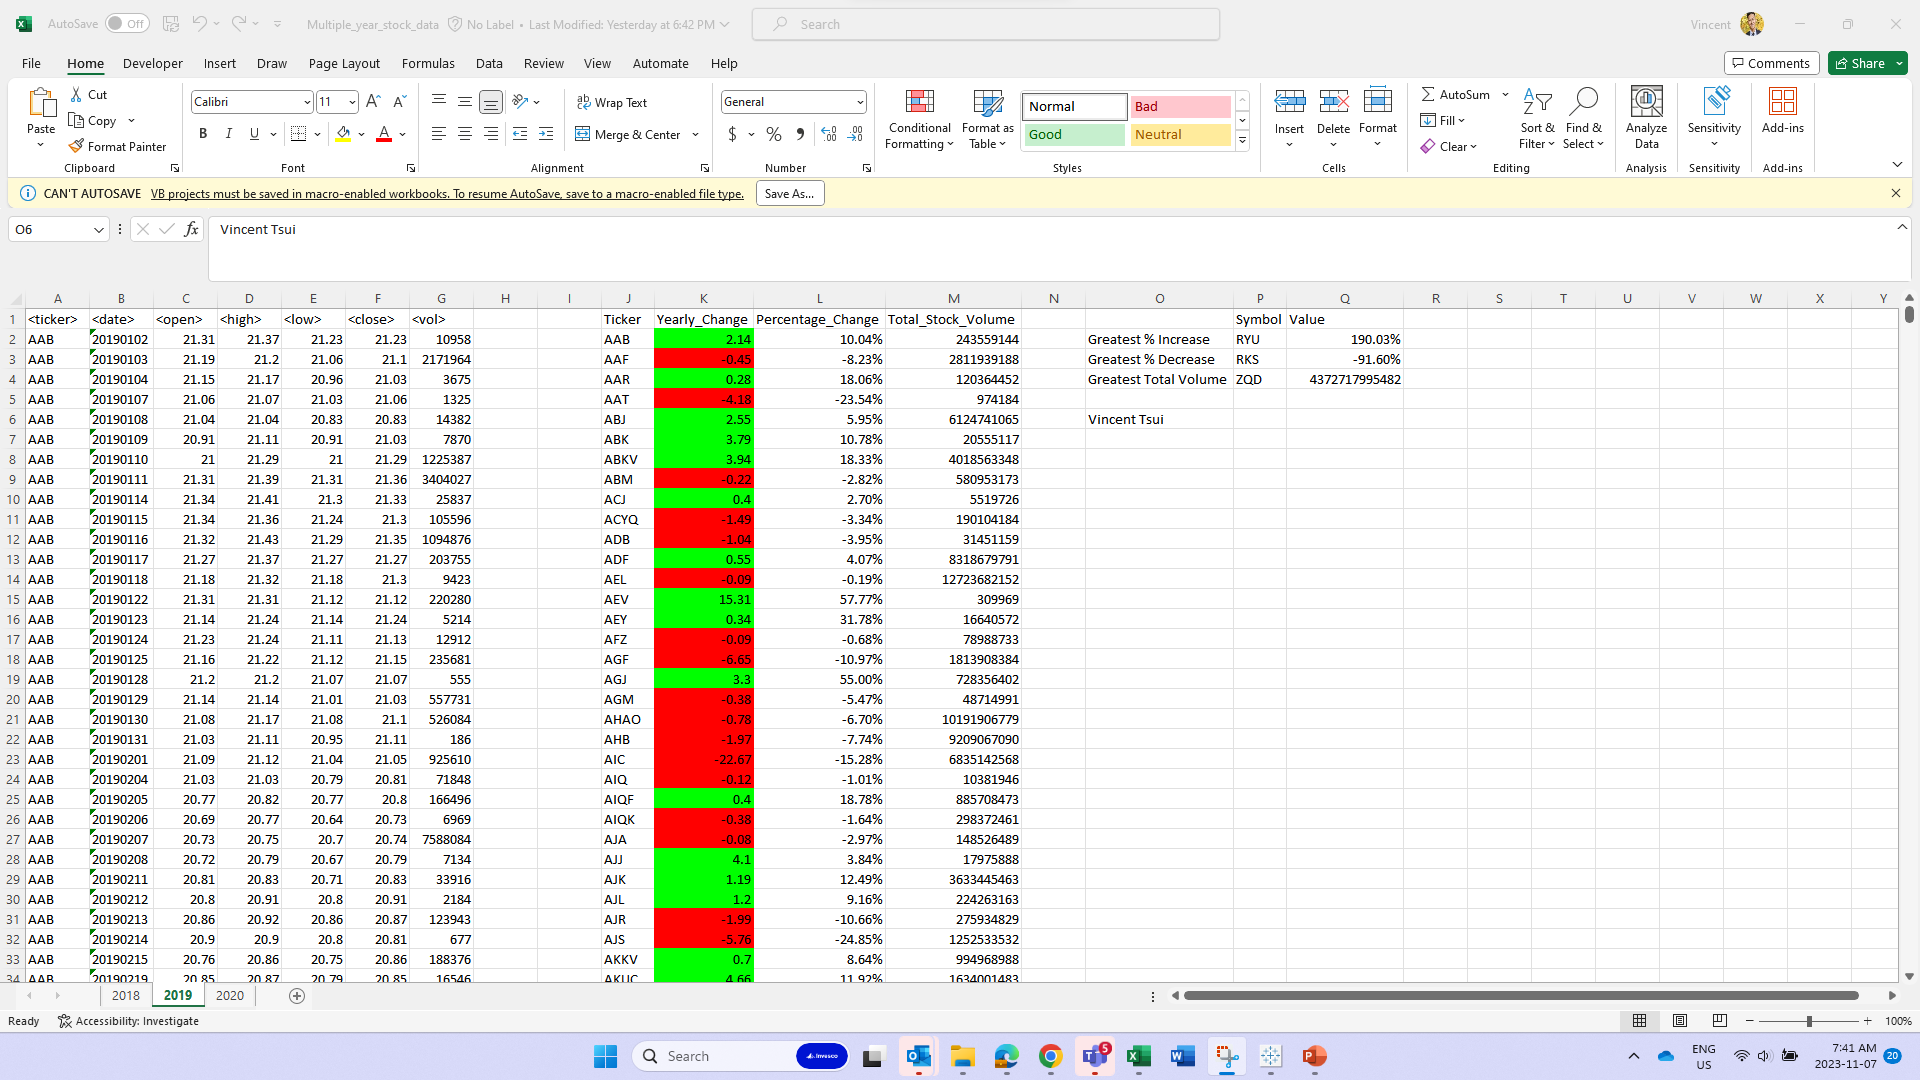 AutoSave Off Multiple_year_stock_data No Label • Last Modified: Yesterday at 6:42 PM Search Vincent
File Home Developer Insert Draw Page Layout Formulas Data Review View Automate Help Comments Share
Paste Cut Copy Format Painter Clipboard
Calibri 11 B I U A Font
Wrap Text Merge & Center Alignment
General $ % , Number
Conditional Formatting Format as Table Normal Bad Good Neutral Styles
Insert Delete Format Cells
AutoSum Fill Clear Sort & Filter Find & Select Editing
Analyze Data Analysis
Sensitivity Sensitivity
Add-ins Add-ins
CAN'T AUTOSAVE VB projects must be saved in macro-enabled workbooks. To resume AutoSave, save to a macro-enabled file type. Save As...
O6 fx Vincent Tsui
A B C D E F G H I J K L M N O P Q R S T U V W X Y
1 <ticker> <date> <open> <high> <low> <close> <vol> Ticker Yearly_Change Percentage_Change Total_Stock_Volume Symbol Value
2 AAB 20190102 21.31 21.37 21.23 21.23 10958 AAB 2.14 10.04% 243559144 Greatest % Increase RYU 190.03%
3 AAB 20190103 21.19 21.2 21.06 21.1 2171964 AAF -0.45 -8.23% 2811939188 Greatest % Decrease RKS -91.60%
4 AAB 20190104 21.15 21.17 20.96 21.03 3675 AAR 0.28 18.06% 120364452 Greatest Total Volume ZQD 4372717995482
5 AAB 20190107 21.06 21.07 21.03 21.06 1325 AAT -4.18 -23.54% 974184
6 AAB 20190108 21.04 21.04 20.83 20.83 14382 ABJ 2.55 5.95% 6124741065 Vincent Tsui
7 AAB 20190109 20.91 21.11 20.91 21.03 7870 ABK 3.79 10.78% 20555117
8 AAB 20190110 21 21.29 21 21.29 1225387 ABKV 3.94 18.33% 4018563348
9 AAB 20190111 21.31 21.39 21.31 21.36 3404027 ABM -0.22 -2.82% 580953173
10 AAB 20190114 21.34 21.41 21.3 21.33 25837 ACJ 0.4 2.70% 5519726
11 AAB 20190115 21.34 21.36 21.24 21.3 105596 ACYQ -1.49 -3.34% 190104184
12 AAB 20190116 21.32 21.43 21.29 21.35 1094876 ADB -1.04 -3.95% 31451159
13 AAB 20190117 21.27 21.37 21.27 21.27 203755 ADF 0.55 4.07% 8318679791
14 AAB 20190118 21.18 21.32 21.18 21.3 9423 AEL -0.09 -0.19% 12723682152
15 AAB 20190122 21.31 21.31 21.12 21.12 220280 AEV 15.31 57.77% 309969
16 AAB 20190123 21.14 21.24 21.14 21.24 5214 AEY 0.34 31.78% 16640572
17 AAB 20190124 21.23 21.24 21.11 21.13 12912 AFZ -0.09 -0.68% 78988733
18 AAB 20190125 21.16 21.22 21.12 21.15 235681 AGF -6.65 -10.97% 1813908384
19 AAB 20190128 21.2 21.2 21.07 21.07 555 AGJ 3.3 55.00% 728356402
20 AAB 20190129 21.14 21.14 21.01 21.03 557731 AGM -0.38 -5.47% 48714991
21 AAB 20190130 21.08 21.17 21.08 21.1 526084 AHAO -0.78 -6.70% 10191906779
22 AAB 20190131 21.03 21.11 20.95 21.11 186 AHB -1.97 -7.74% 9209067090
23 AAB 20190201 21.09 21.12 21.04 21.05 925610 AIC -22.67 -15.28% 6835142568
24 AAB 20190204 21.03 21.03 20.79 20.81 71848 AIQ -0.12 -1.01% 10381946
25 AAB 20190205 20.77 20.82 20.77 20.8 166496 AIQF 0.4 18.78% 885708473
26 AAB 20190206 20.69 20.77 20.64 20.73 6969 AIQK -0.38 -1.64% 298372461
27 AAB 20190207 20.73 20.75 20.7 20.74 7588084 AJA -0.08 -2.97% 148526489
28 AAB 20190208 20.72 20.79 20.67 20.79 7134 AJJ 4.1 3.84% 17975888
29 AAB 20190211 20.81 20.83 20.71 20.83 33916 AJK 1.19 12.49% 3633445463
30 AAB 20190212 20.8 20.91 20.8 20.91 2184 AJL 1.2 9.16% 224263163
31 AAB 20190213 20.86 20.92 20.86 20.87 123943 AJR -1.99 -10.66% 275934829
32 AAB 20190214 20.9 20.9 20.8 20.81 677 AJS -5.76 -24.85% 1252533532
33 AAB 20190215 20.76 20.86 20.75 20.86 188376 AKKV 0.7 8.64% 994968988
34 AAB 20190219 20.85 20.87 20.79 20.85 16546 AKUC 4.66 11.92% 1634001483
2018 2019 2020
Ready Accessibility: Investigate 100%
Search Invesco 5 ENG US 7:41 AM 2023-11-07 20